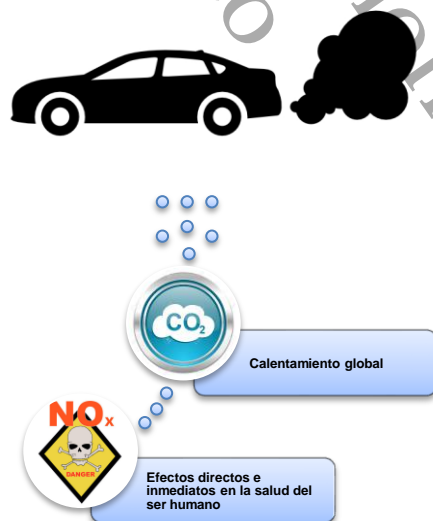 CO2
Calentamiento global
NOx
DANGER
Efectos directos e
inmediatos en la salud del
ser humano